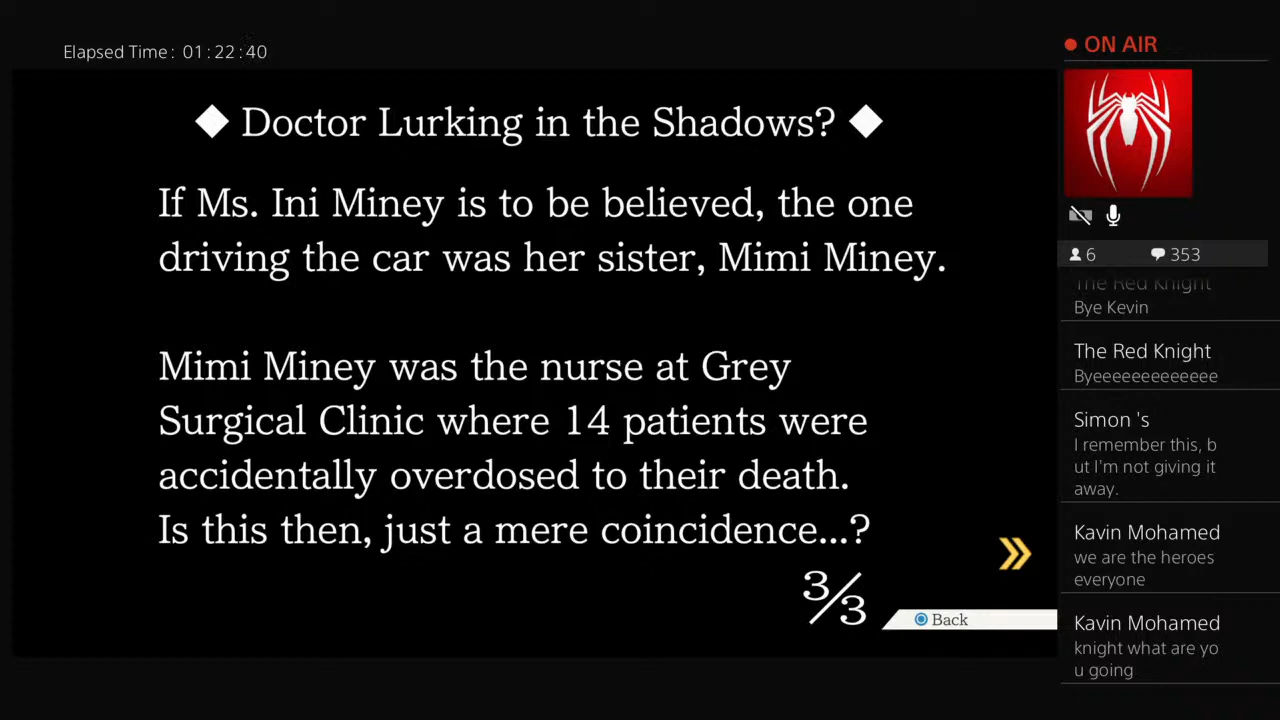 Elapsed Time: 01:22:40
ON AIR
◆ Doctor Lurking in the Shadows? ◆
If Ms. Ini Miney is to be believed, the one
driving the car was her sister, Mimi Miney.
Mimi Miney was the nurse at Grey
Surgical Clinic where 14 patients were
accidentally overdosed to their death.
Is this then, just a mere coincidence...?
3/3
Back
6 353
The Red Knight
Bye Kevin
The Red Knight
Byeeeeeeeeeeeee
Simon 's
I remember this, b
ut I'm not giving it
away.
Kavin Mohamed
we are the heroes
everyone
Kavin Mohamed
knight what are yo
u going